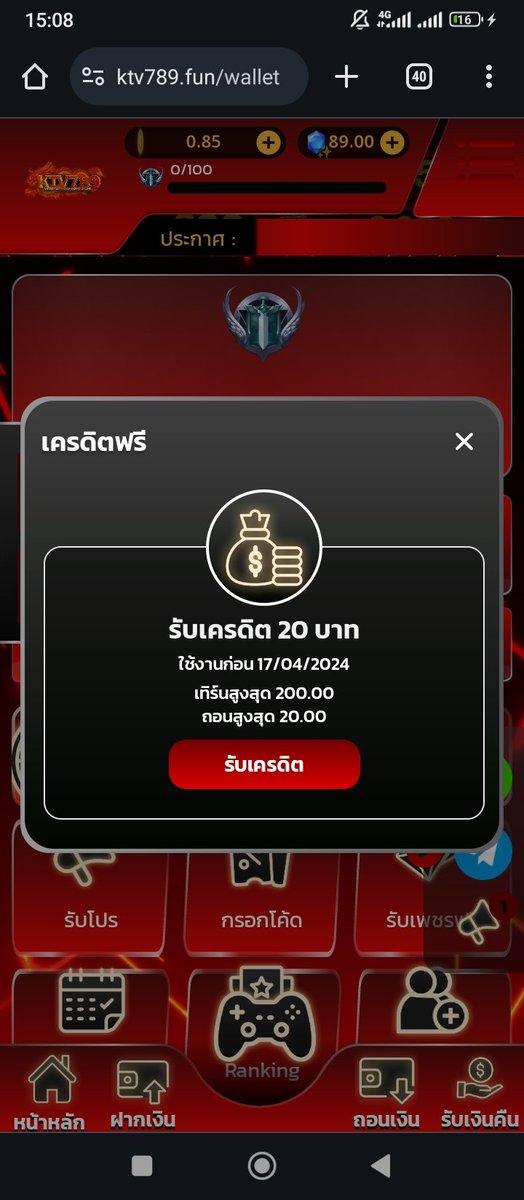 15:08
4G
16
ktv789.fun/wallet
40
0.85
89.00
KTV789
0/100
ประกาศ :
เครดิตฟรี
$
รับเครดิต 20 บาท
ใช้งานก่อน 17/04/2024
เทิร์นสูงสุด 200.00
ถอนสูงสุด 20.00
รับเครดิต
รับโปร
กรอกโค้ด
รับเพชร
1
Ranking
$
หน้าหลัก
ฝากเงิน
ถอนเงิน
รับเงินคืน